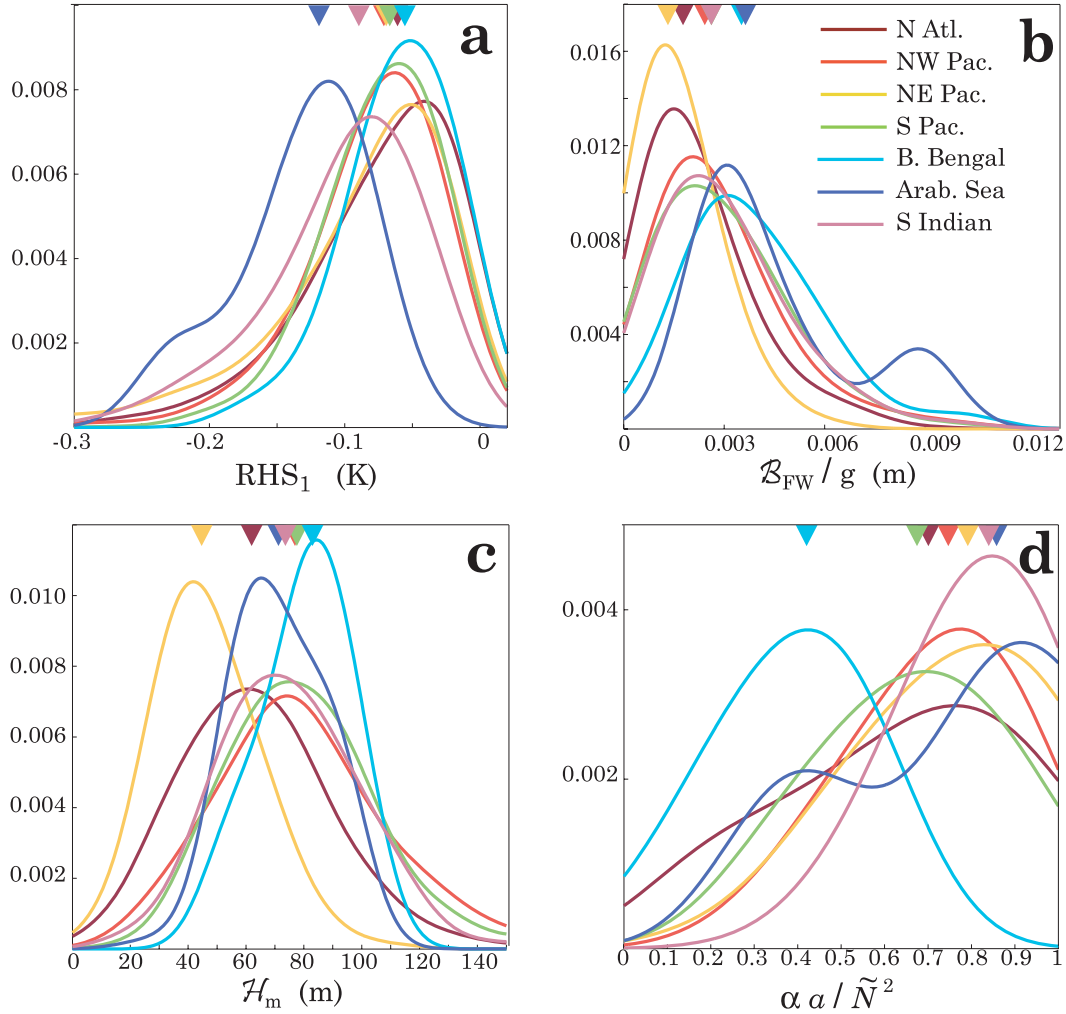 a
0.008
0.006
0.004
0.002
-0.3
-0.2
-0.1
0
RHS1 (K)
b
N Atl.
NW Pac.
NE Pac.
S Pac.
B. Bengal
Arab. Sea
S Indian
0.016
0.012
0.008
0.004
0
0.003
0.006
0.009
0.012
ℬFW / g (m)
c
0.010
0.008
0.006
0.004
0.002
0
20
40
60
80
100
120
140
ℋm (m)
d
0.004
0.002
0
0.1
0.2
0.3
0.4
0.5
0.6
0.7
0.8
0.9
1
α a / Ñ 2